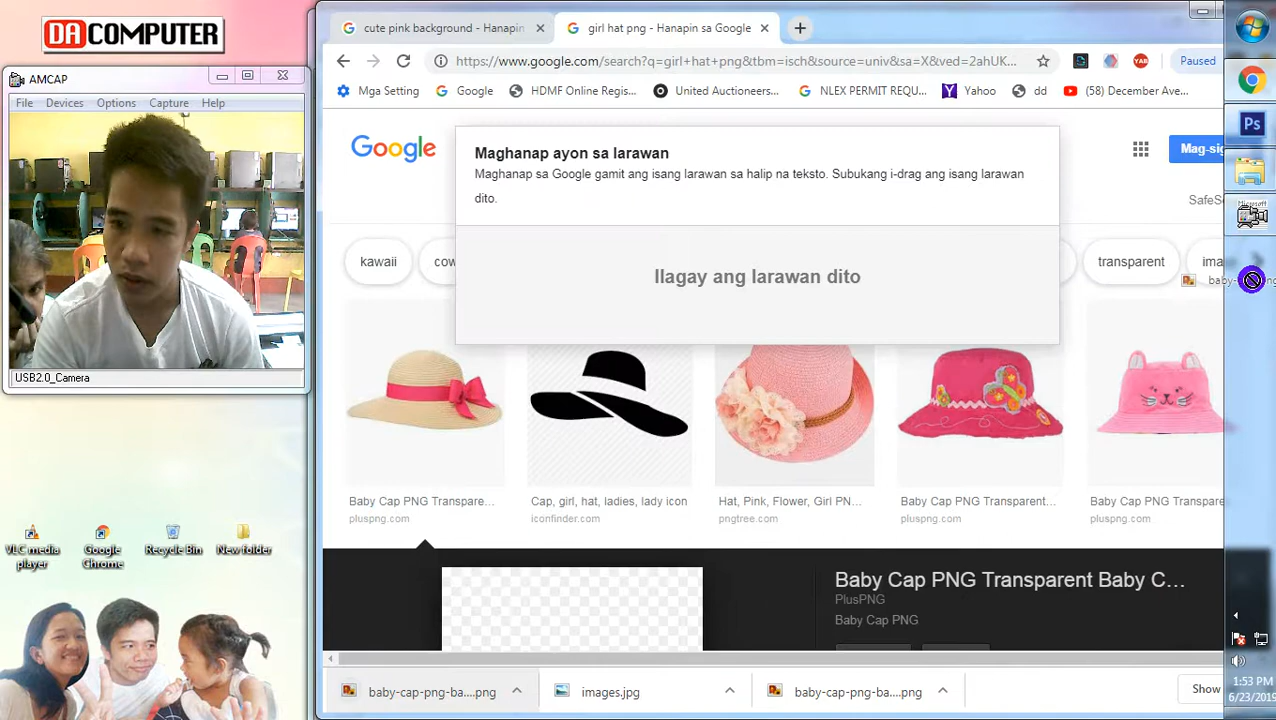 DA COMPUTER
AMCAP
File Devices Options Capture Help
USB2.0_Camera
VLC media player
Google Chrome
Recycle Bin
New folder
cute pink background - Hanapin
girl hat png - Hanapin sa Google
https://www.google.com/search?q=girl+hat+png&tbm=isch&source=univ&sa=X&ved=2ahUK...
YAB
Paused
Mga Setting
Google
HDMF Online Regis...
United Auctioneers...
NLEX PERMIT REQU...
Yahoo
dd
(58) December Ave...
Google
Maghanap ayon sa larawan
Maghanap sa Google gamit ang isang larawan sa halip na teksto. Subukang i-drag ang isang larawan
dito.
Ilagay ang larawan dito
Mag-sig
SafeS
kawaii
cow
transparent
ima
baby-
Baby Cap PNG Transpare...
pluspng.com
Cap, girl, hat, ladies, lady icon
iconfinder.com
Hat, Pink, Flower, Girl PN...
pngtree.com
Baby Cap PNG Transparent...
pluspng.com
Baby Cap PNG Transparent
pluspng.com
Baby Cap PNG Transparent Baby C...
PlusPNG
Baby Cap PNG
baby-cap-png-ba....png
images.jpg
baby-cap-png-ba....png
Show
Ps
Microsoft
1:53 PM
6/23/2019